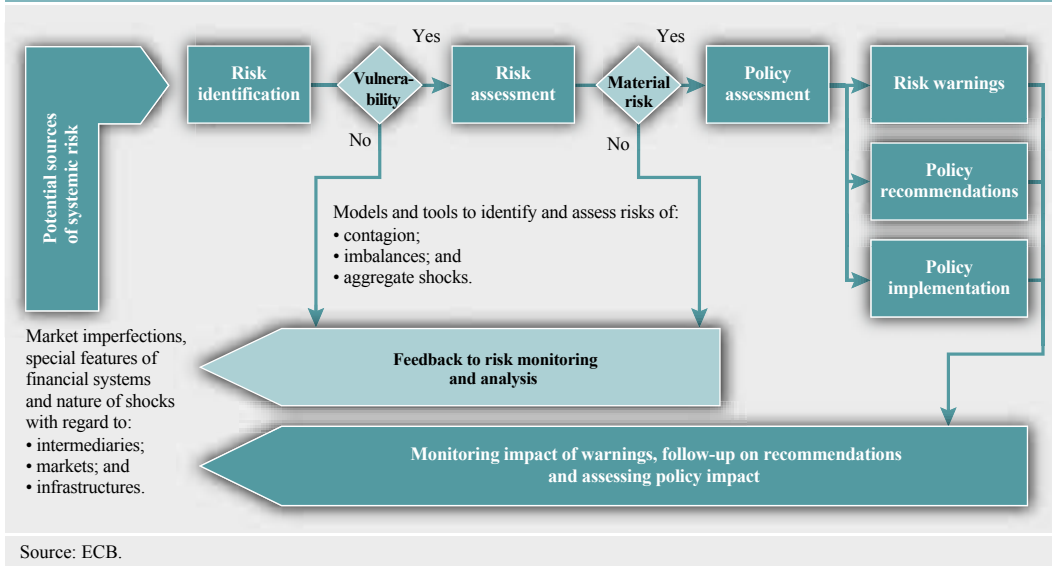 Potential sources
of systemic risk
Risk
identification
Vulnera-
bility
Yes
No
Risk
assessment
Material
risk
Yes
No
Policy
assessment
Risk warnings
Policy
recommendations
Policy
implementation
Models and tools to identify and assess risks of:
• contagion;
• imbalances; and
• aggregate shocks.
Market imperfections,
special features of
financial systems
and nature of shocks
with regard to:
• intermediaries;
• markets; and
• infrastructures.
Feedback to risk monitoring
and analysis
Monitoring impact of warnings, follow-up on recommendations
and assessing policy impact
Source: ECB.